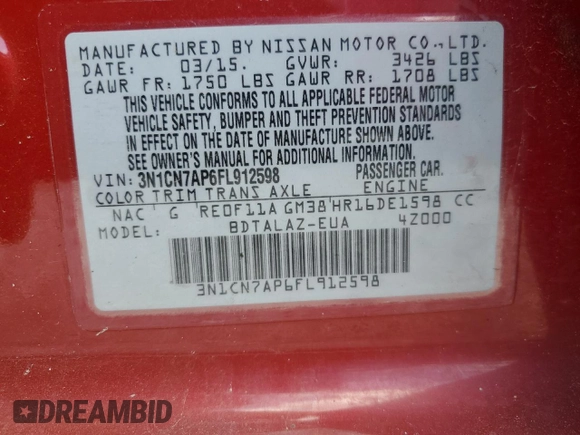 MANUFACTURED BY NISSAN MOTOR CO.,LTD.
DATE: 03/15. GVWR: 3426 LBS
GAWR FR: 1750 LBS GAWR RR: 1708 LBS
THIS VEHICLE CONFORMS TO ALL APPLICABLE FEDERAL MOTOR
VEHICLE SAFETY, BUMPER AND THEFT PREVENTION STANDARDS
IN EFFECT ON THE DATE OF MANUFACTURE SHOWN ABOVE.
SEE OWNER'S MANUAL FOR ADDITIONAL INFORMATION.
VIN: 3N1CN7AP6FL912598 PASSENGER CAR.
COLOR TRIM TRANS AXLE ENGINE
NAC G RE0F11A GM38 HR16DE1598 CC
MODEL: BDTALAZ-EUA 4Z000
3N1CN7AP6FL912598
DREAMBID